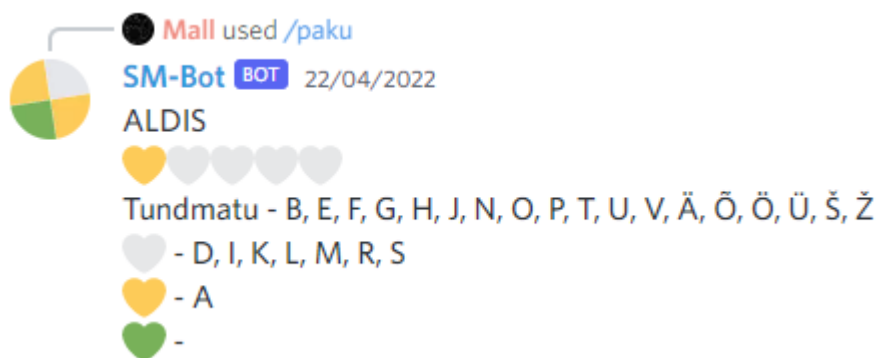 Mall used /paku
SM-Bot BOT 22/04/2022
ALDIS
Tundmatu - B, E, F, G, H, J, N, O, P, T, U, V, Ä, Õ, Ö, Ü, Š, Ž
- D, I, K, L, M, R, S
- A
-